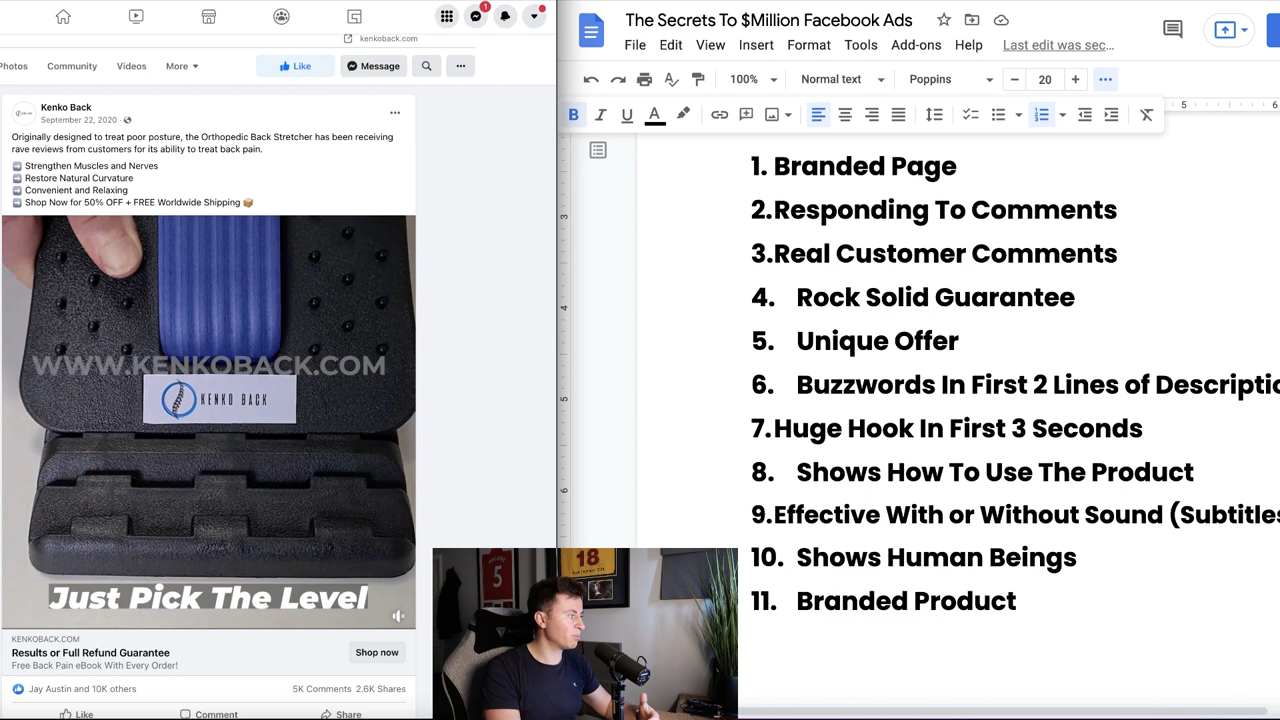 1
kenkoback.com
Photos
Community
Videos
More
Like
Message
Kenko Back
Originally designed to treat poor posture, the Orthopedic Back Stretcher has been receiving
rave reviews from customers for its ability to treat back pain.
Strengthen Muscles and Nerves
Restore Natural Curvature
Convenient and Relaxing
Shop Now for 50% OFF + FREE Worldwide Shipping
WWW.KENKOBACK.COM
KENKO BACK
Just Pick The Level
KENKOBACK.COM
Results or Full Refund Guarantee
Free Back Pain eBook With Every Order!
Shop now
Jay Austin and 10K others
5K Comments 2.6K Shares
Like
Comment
Share
The Secrets To $Million Facebook Ads
File Edit View Insert Format Tools Add-ons Help Last edit was sec...
100% Normal text Poppins 20
B I U A
5 6
3
4
5
6
1. Branded Page
2.Responding To Comments
3.Real Customer Comments
4. Rock Solid Guarantee
5. Unique Offer
6. Buzzwords In First 2 Lines of Descriptio
7.Huge Hook In First 3 Seconds
8. Shows How To Use The Product
9.Effective With or Without Sound (Subtitles
10. Shows Human Beings
11. Branded Product
5
18